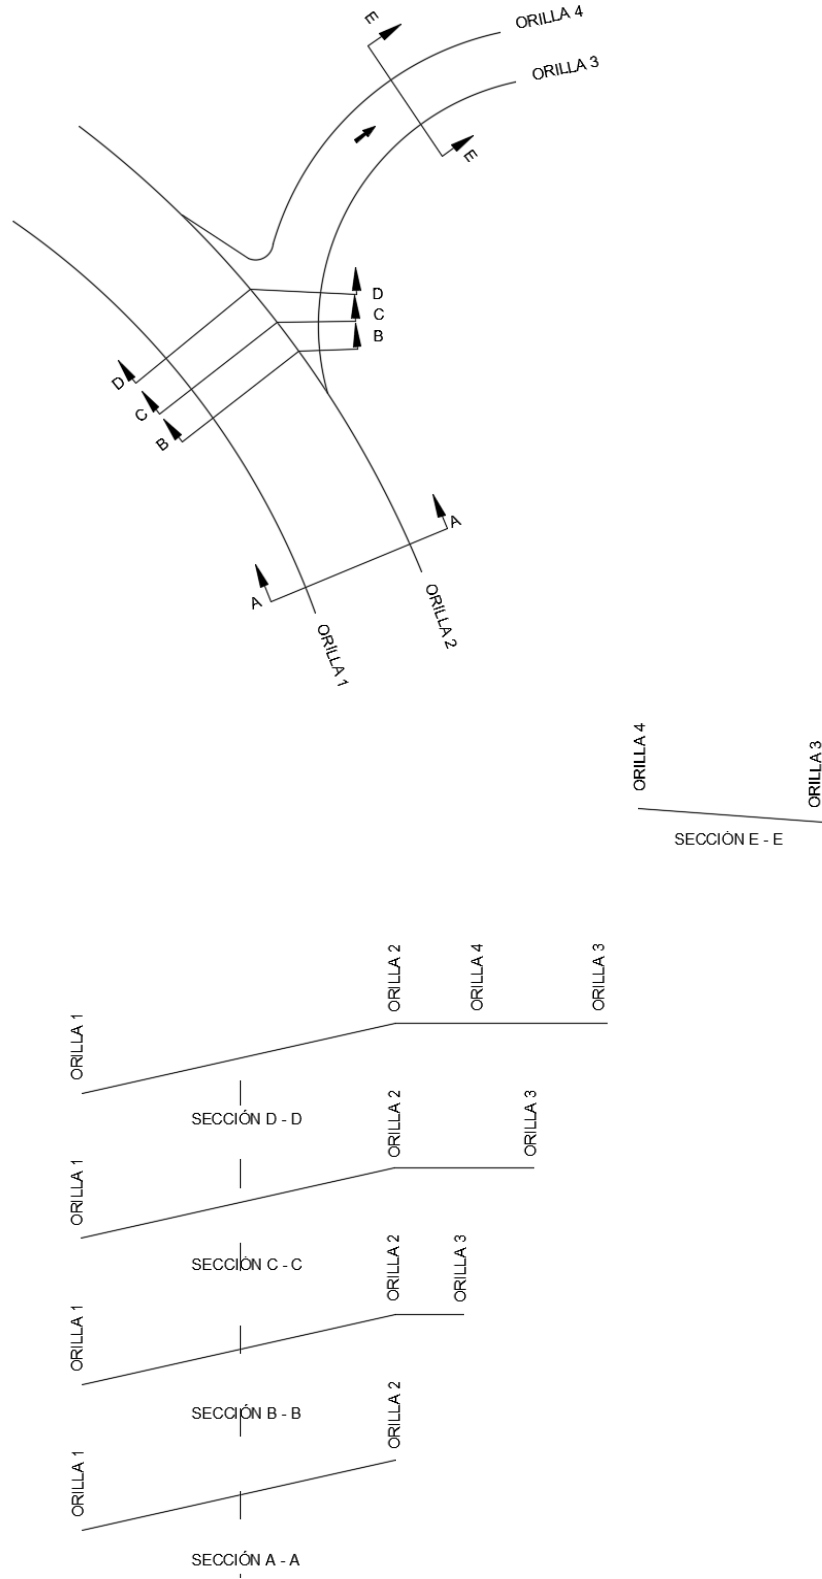 ORILLA 4
ORILLA 3
E
E
D
C
B
D
C
B
A
A
ORILLA 1
ORILLA 2
ORILLA 4
ORILLA 3
SECCIÓN E - E
ORILLA 1
ORILLA 2
ORILLA 4
ORILLA 3
SECCIÓN D - D
ORILLA 1
ORILLA 2
ORILLA 3
SECCIÓN C - C
ORILLA 1
ORILLA 2
ORILLA 3
SECCIÓN B - B
ORILLA 1
ORILLA 2
SECCIÓN A - A